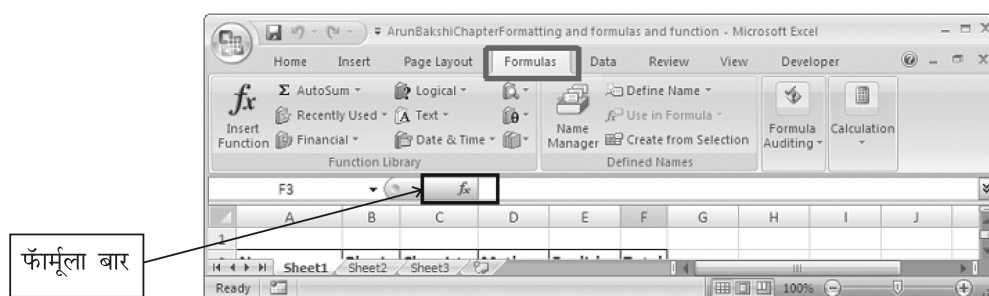 ArunBakshiChapterFormatting and formulas and function - Microsoft Excel
Home Insert Page Layout Formulas Data Review View Developer
fx Σ AutoSum Logical Define Name
Recently Used A Text Use in Formula
Insert Function Financial Date & Time Name Manager Create from Selection Formula Auditing Calculation
Function Library Defined Names
F3 fx
A B C D E F G H I J
1
फॅार्मूला बार
Sheet1 Sheet2 Sheet3
Ready 100%